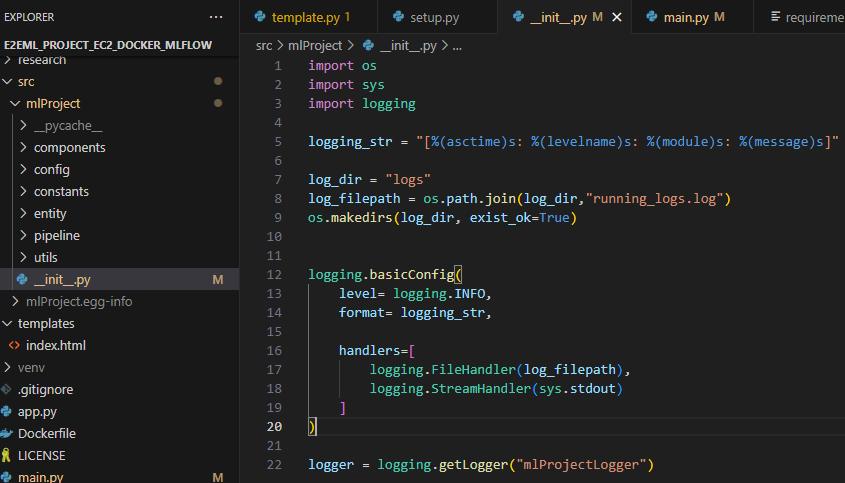 EXPLORER
...
template.py 1
setup.py
__init__.py M
main.py M
requireme
E2EML_PROJECT_EC2_DOCKER_MLFLOW
research
src
mlProject
__pycache__
components
config
constants
entity
pipeline
utils
__init__.py M
mlProject.egg-info
templates
index.html
venv
.gitignore
app.py
Dockerfile
LICENSE
main.py M
src > mlProject > __init__.py > ...
1 import os
2 import sys
3 import logging
4
5 logging_str = "[%(asctime)s: %(levelname)s: %(module)s: %(message)s]"
6
7 log_dir = "logs"
8 log_filepath = os.path.join(log_dir,"running_logs.log")
9 os.makedirs(log_dir, exist_ok=True)
10
11
12 logging.basicConfig(
13     level= logging.INFO,
14     format= logging_str,
15
16     handlers=[
17         logging.FileHandler(log_filepath),
18         logging.StreamHandler(sys.stdout)
19     ]
20 )
21
22 logger = logging.getLogger("mlProjectLogger")